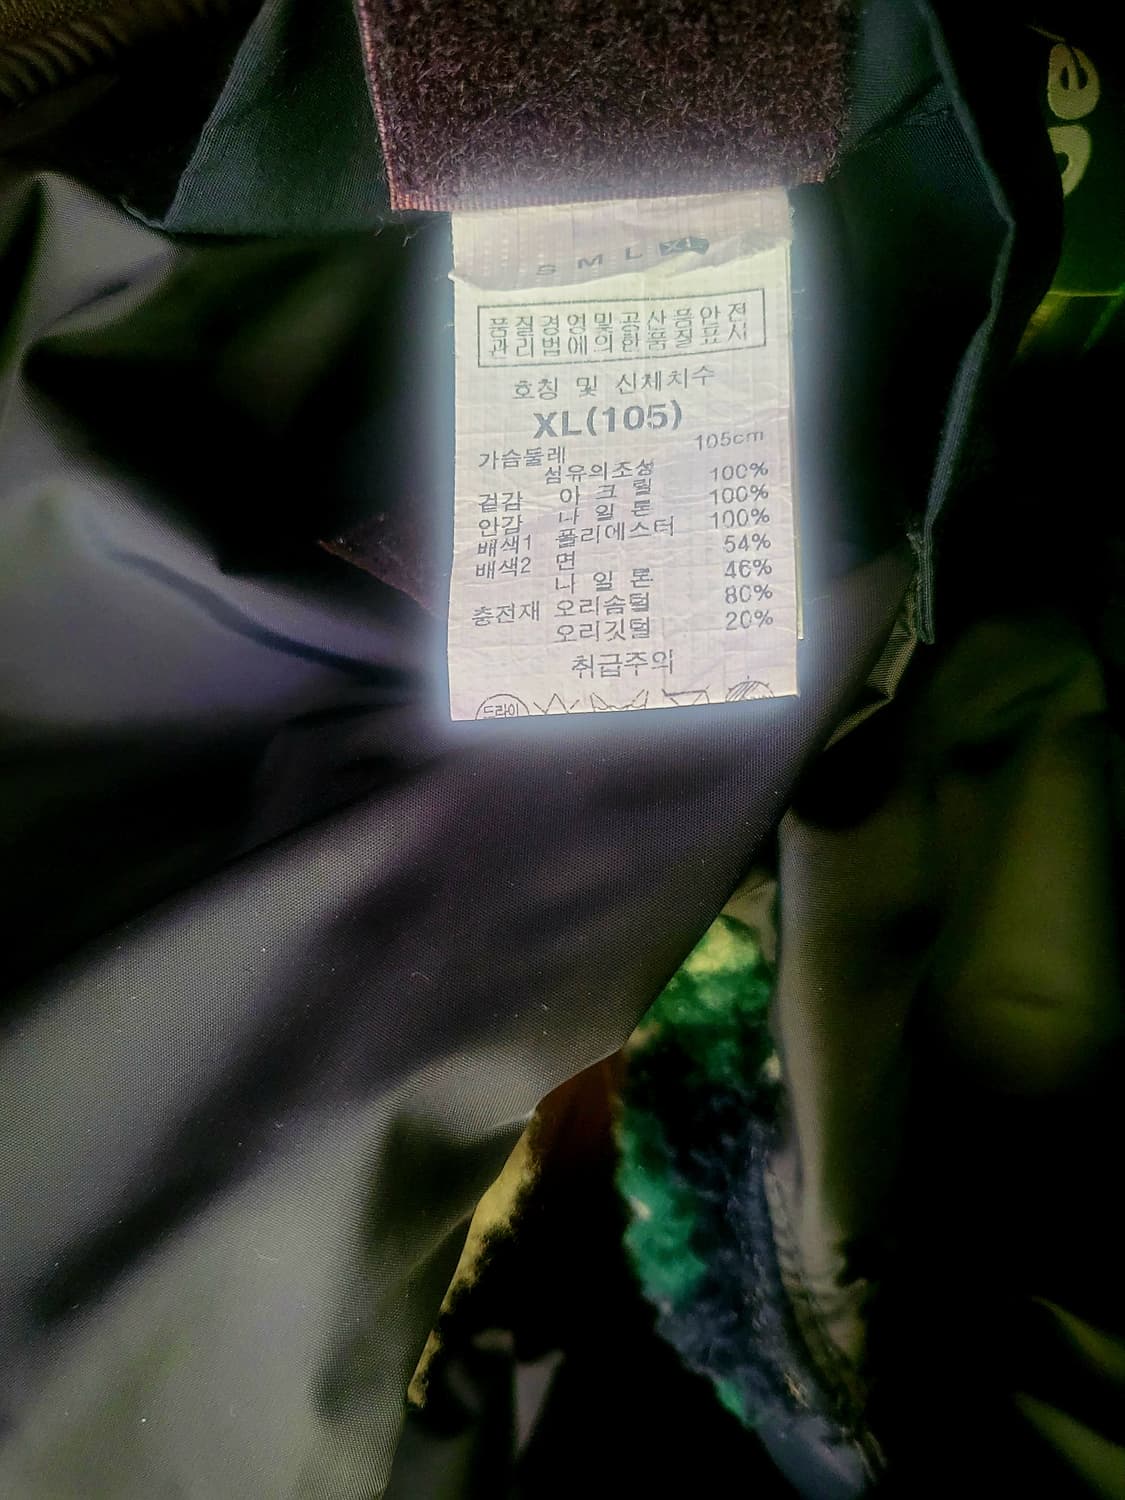 S M L XL
품질경영및공산품안전
관리법에의한품질표시
호칭 및 신체치수
XL(105)
가슴둘레 105cm
섬유의조성
겉감 아크릴 100%
안감 나일론 100%
배색1 폴리에스터 100%
배색2 면 54%
나일론 46%
충전재 오리솜털 80%
오리깃털 20%
취급주의
드라이